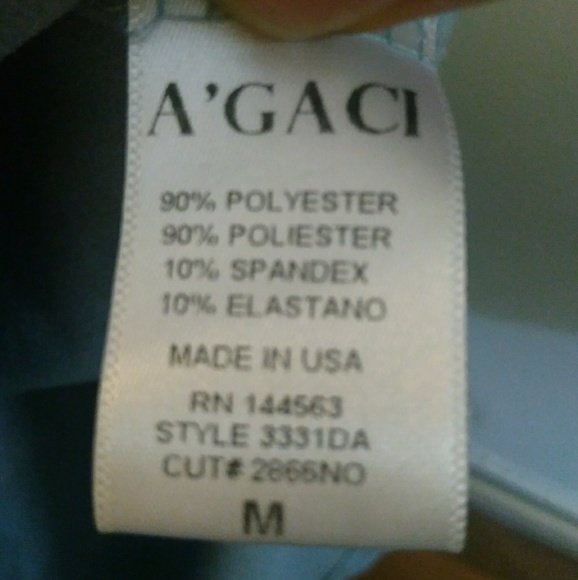 A'GACI
90% POLYESTER
90% POLIESTER
10% SPANDEX
10% ELASTANO
MADE IN USA
RN 144563
STYLE 3331DA
CUT# 2866NO
M